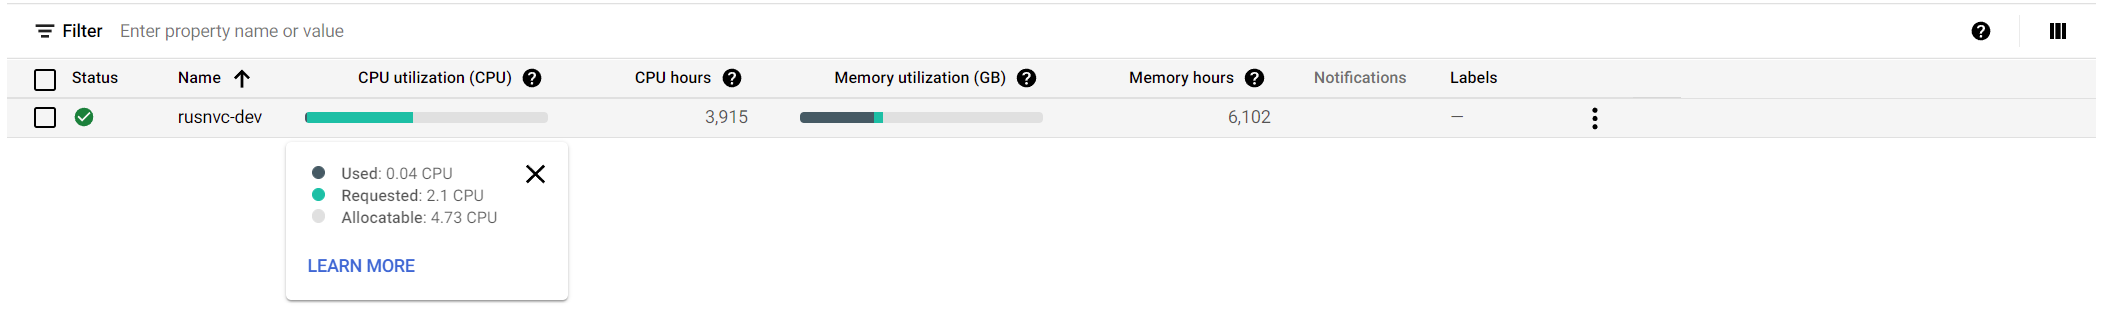 Filter Enter property name or value
Status Name CPU utilization (CPU) CPU hours Memory utilization (GB) Memory hours Notifications Labels
rusnvc-dev 3,915 6,102 —
Used: 0.04 CPU
Requested: 2.1 CPU
Allocatable: 4.73 CPU
LEARN MORE